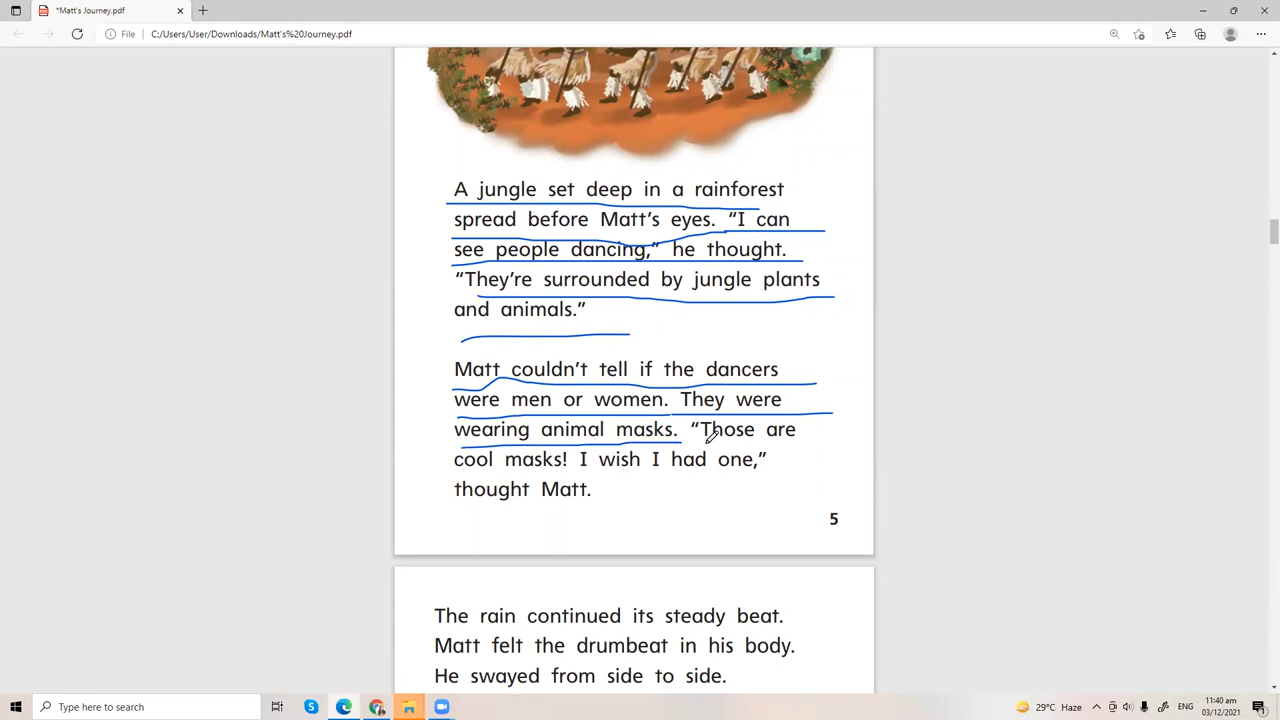 *Matt's Journey.pdf
File
C:/Users/User/Downloads/Matt's%20Journey.pdf
A jungle set deep in a rainforest
spread before Matt's eyes. “I can
see people dancing,” he thought.
“They're surrounded by jungle plants
and animals.”
Matt couldn't tell if the dancers
were men or women. They were
wearing animal masks. “Those are
cool masks! I wish I had one,”
thought Matt.
5
The rain continued its steady beat.
Matt felt the drumbeat in his body.
He swayed from side to side.
Type here to search
29°C Haze
ENG
11:40 am
03/12/2021
1